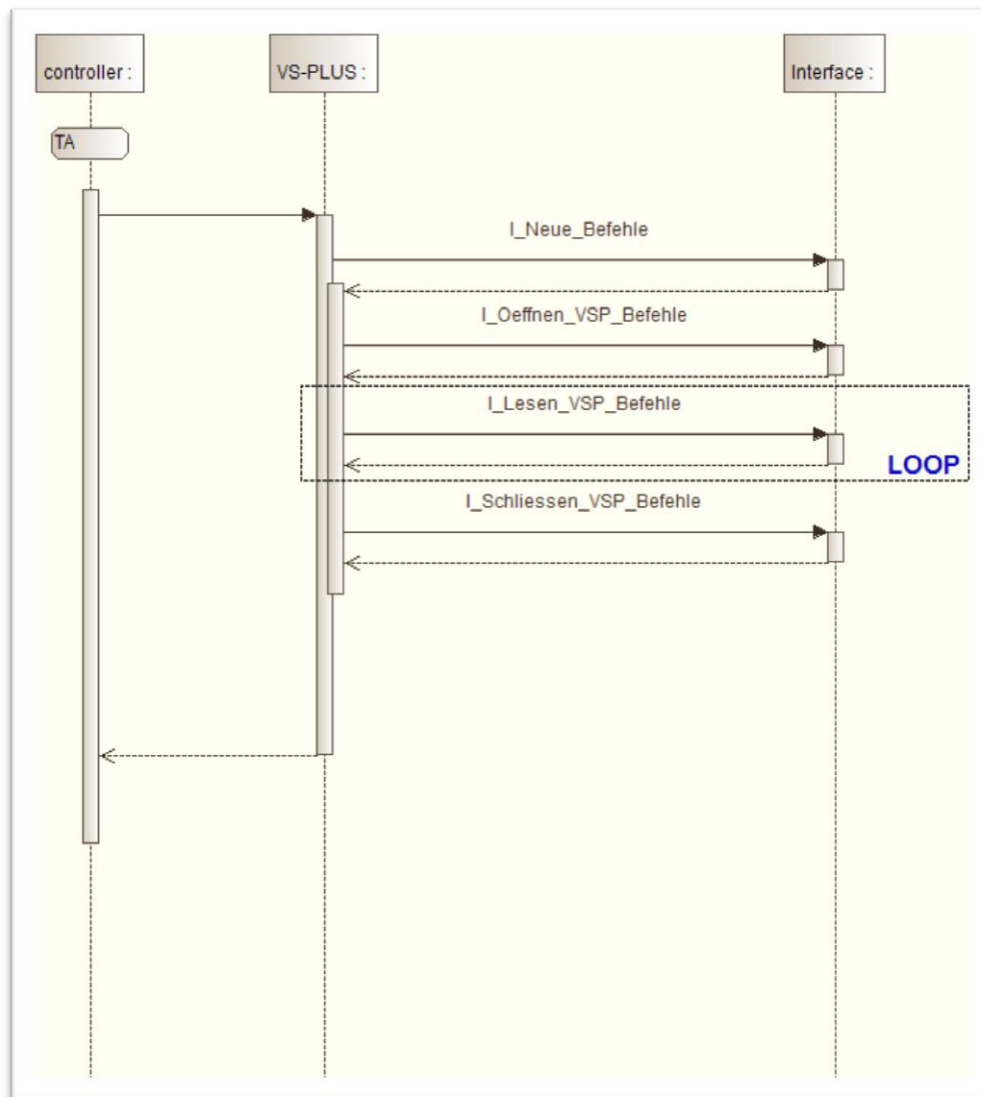 controller :
VS-PLUS :
Interface :
TA
I_Neue_Befehle
I_Oeffnen_VSP_Befehle
I_Lesen_VSP_Befehle
LOOP
I_Schliessen_VSP_Befehle